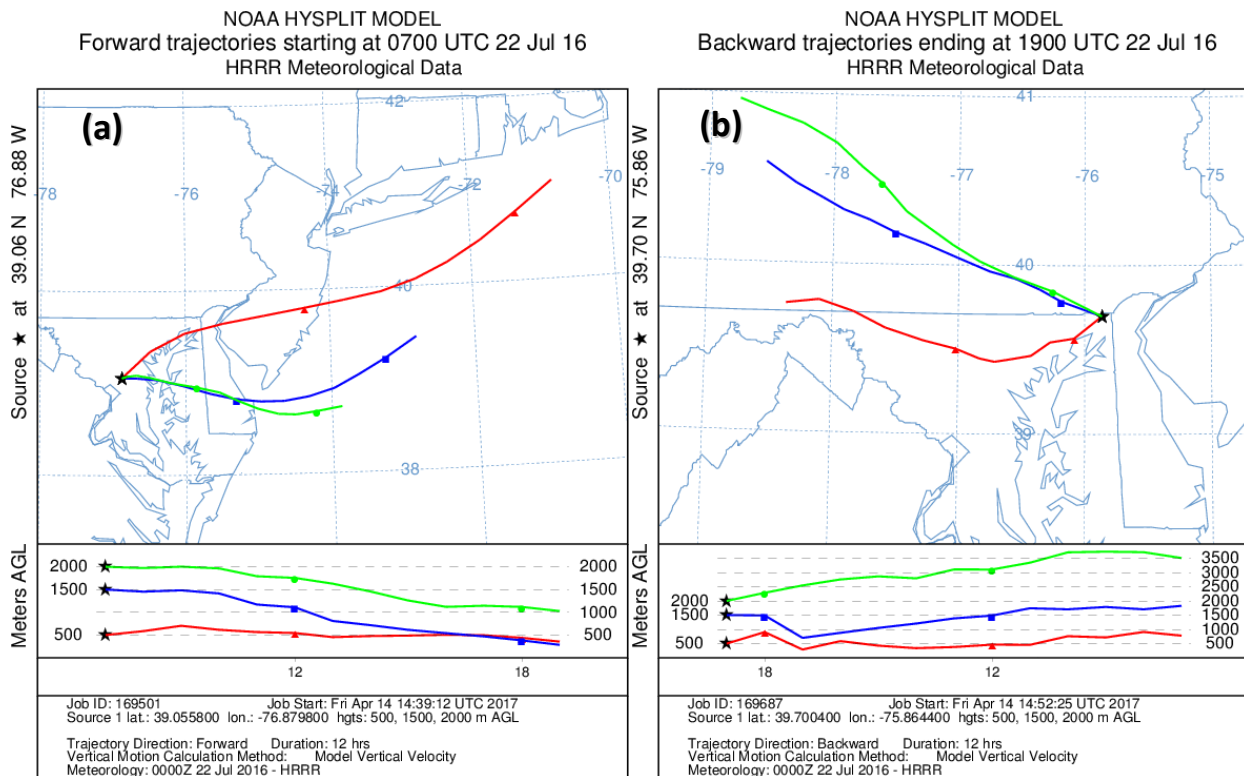 NOAA HYSPLIT MODEL
Forward trajectories starting at 0700 UTC 22 Jul 16
HRRR Meteorological Data
(a)
Source ★ at 39.06 N 76.88 W
42
-78
-76
-74
-72
-70
40
38
Meters AGL
2000
1500
500
2000
1500
1000
500
12
18
Job ID: 169501 Job Start: Fri Apr 14 14:39:12 UTC 2017
Source 1 lat.: 39.055800 lon.: -76.879800 hgts: 500, 1500, 2000 m AGL
Trajectory Direction: Forward Duration: 12 hrs
Vertical Motion Calculation Method: Model Vertical Velocity
Meteorology: 0000Z 22 Jul 2016 - HRRR
NOAA HYSPLIT MODEL
Backward trajectories ending at 1900 UTC 22 Jul 16
HRRR Meteorological Data
(b)
Source ★ at 39.70 N 75.86 W
41
-79
-78
-77
-76
-75
40
39
Meters AGL
2000
1500
500
3500
3000
2500
2000
1500
1000
500
18
12
Job ID: 169687 Job Start: Fri Apr 14 14:52:25 UTC 2017
Source 1 lat.: 39.700400 lon.: -75.864400 hgts: 500, 1500, 2000 m AGL
Trajectory Direction: Backward Duration: 12 hrs
Vertical Motion Calculation Method: Model Vertical Velocity
Meteorology: 0000Z 22 Jul 2016 - HRRR